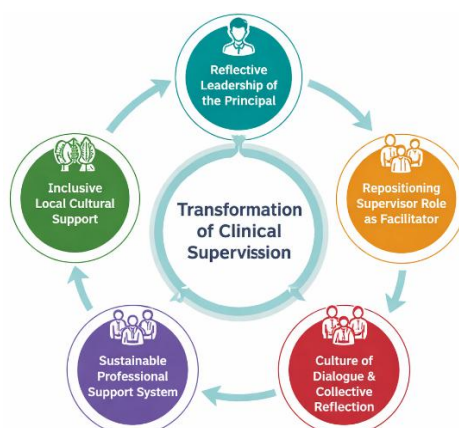 Reflective
Leadership of
the Principal
Repositioning
Supervisor Role
as Facilitator
Culture of
Dialogue &
Collective
Reflection
Sustainable
Professional
Support System
Inclusive
Local Cultural
Support
Transformation
of Clinical
Supervission